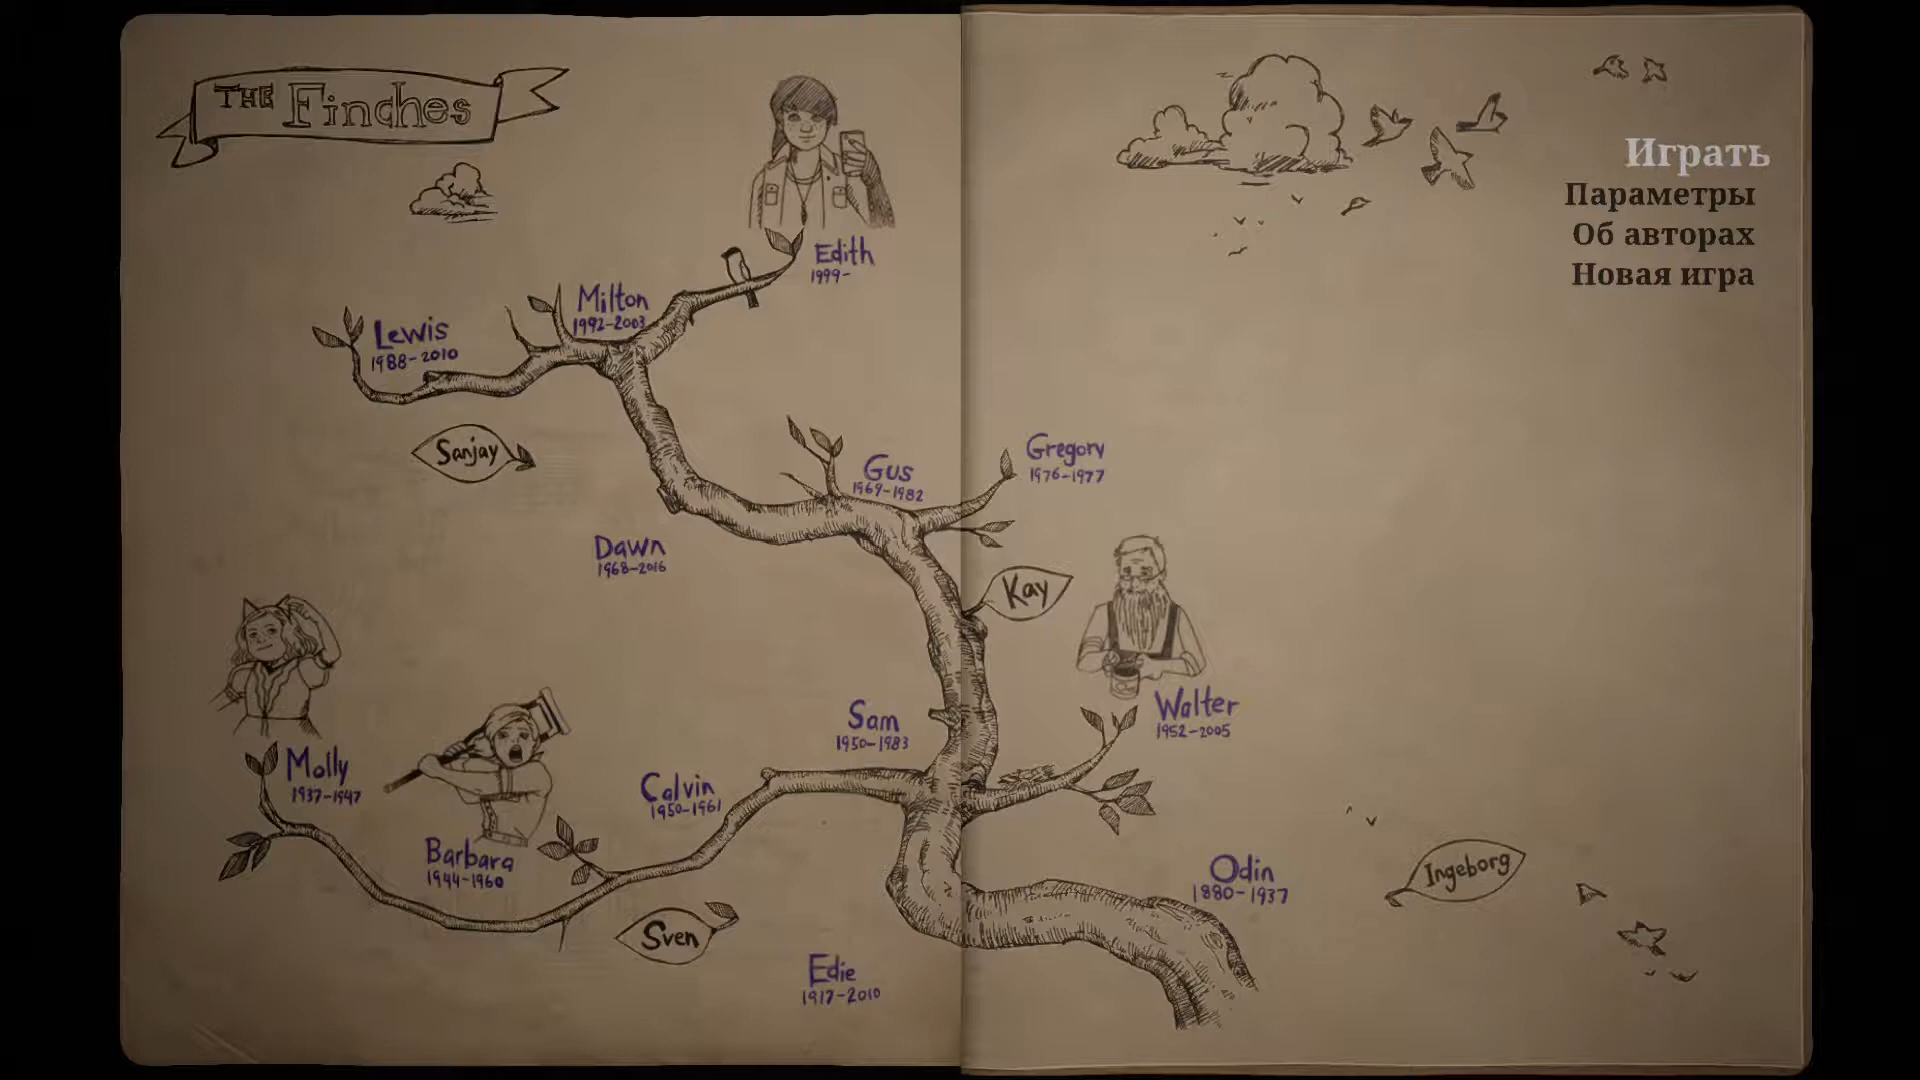 THE Finches
Edith
1999-
Milton
1992-2003
Lewis
1988-2010
Sanjay
Gus
1969-1982
Gregory
1976-1977
Dawn
1968-2016
Kay
Walter
1952-2005
Sam
1950-1983
Calvin
1950-1961
Molly
1937-1947
Barbara
1944-1960
Sven
Edie
1917-2010
Odin
1880-1937
Ingeborg
Играть
Параметры
Об авторах
Новая игра